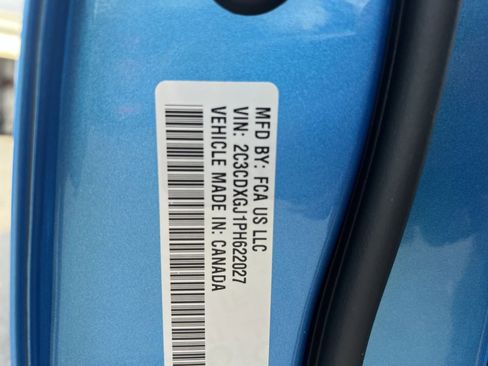 MFD BY: FCA US LLC
VIN: 2C3CDXGJ1PH622027
VEHICLE MADE IN: CANADA